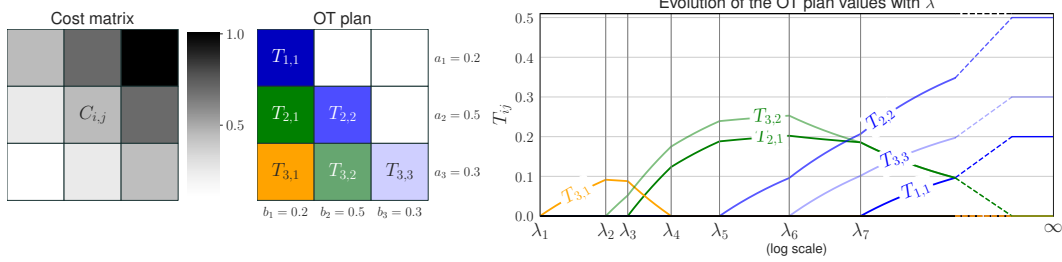 Cost matrix
1.0
0.5
C_{i,j}
OT plan
T_{1,1}
T_{2,1} T_{2,2}
T_{3,1} T_{3,2} T_{3,3}
a_1 = 0.2
a_2 = 0.5
a_3 = 0.3
b_1 = 0.2 b_2 = 0.5 b_3 = 0.3
Evolution of the OT plan values with λ
T_{ij}
0.5
0.4
0.3
0.2
0.1
0.0
T_{3,1}
T_{3,2}
T_{2,1}
T_{2,2}
T_{3,3}
T_{1,1}
λ_1 λ_2 λ_3 λ_4 λ_5 λ_6 λ_7 ∞
(log scale)